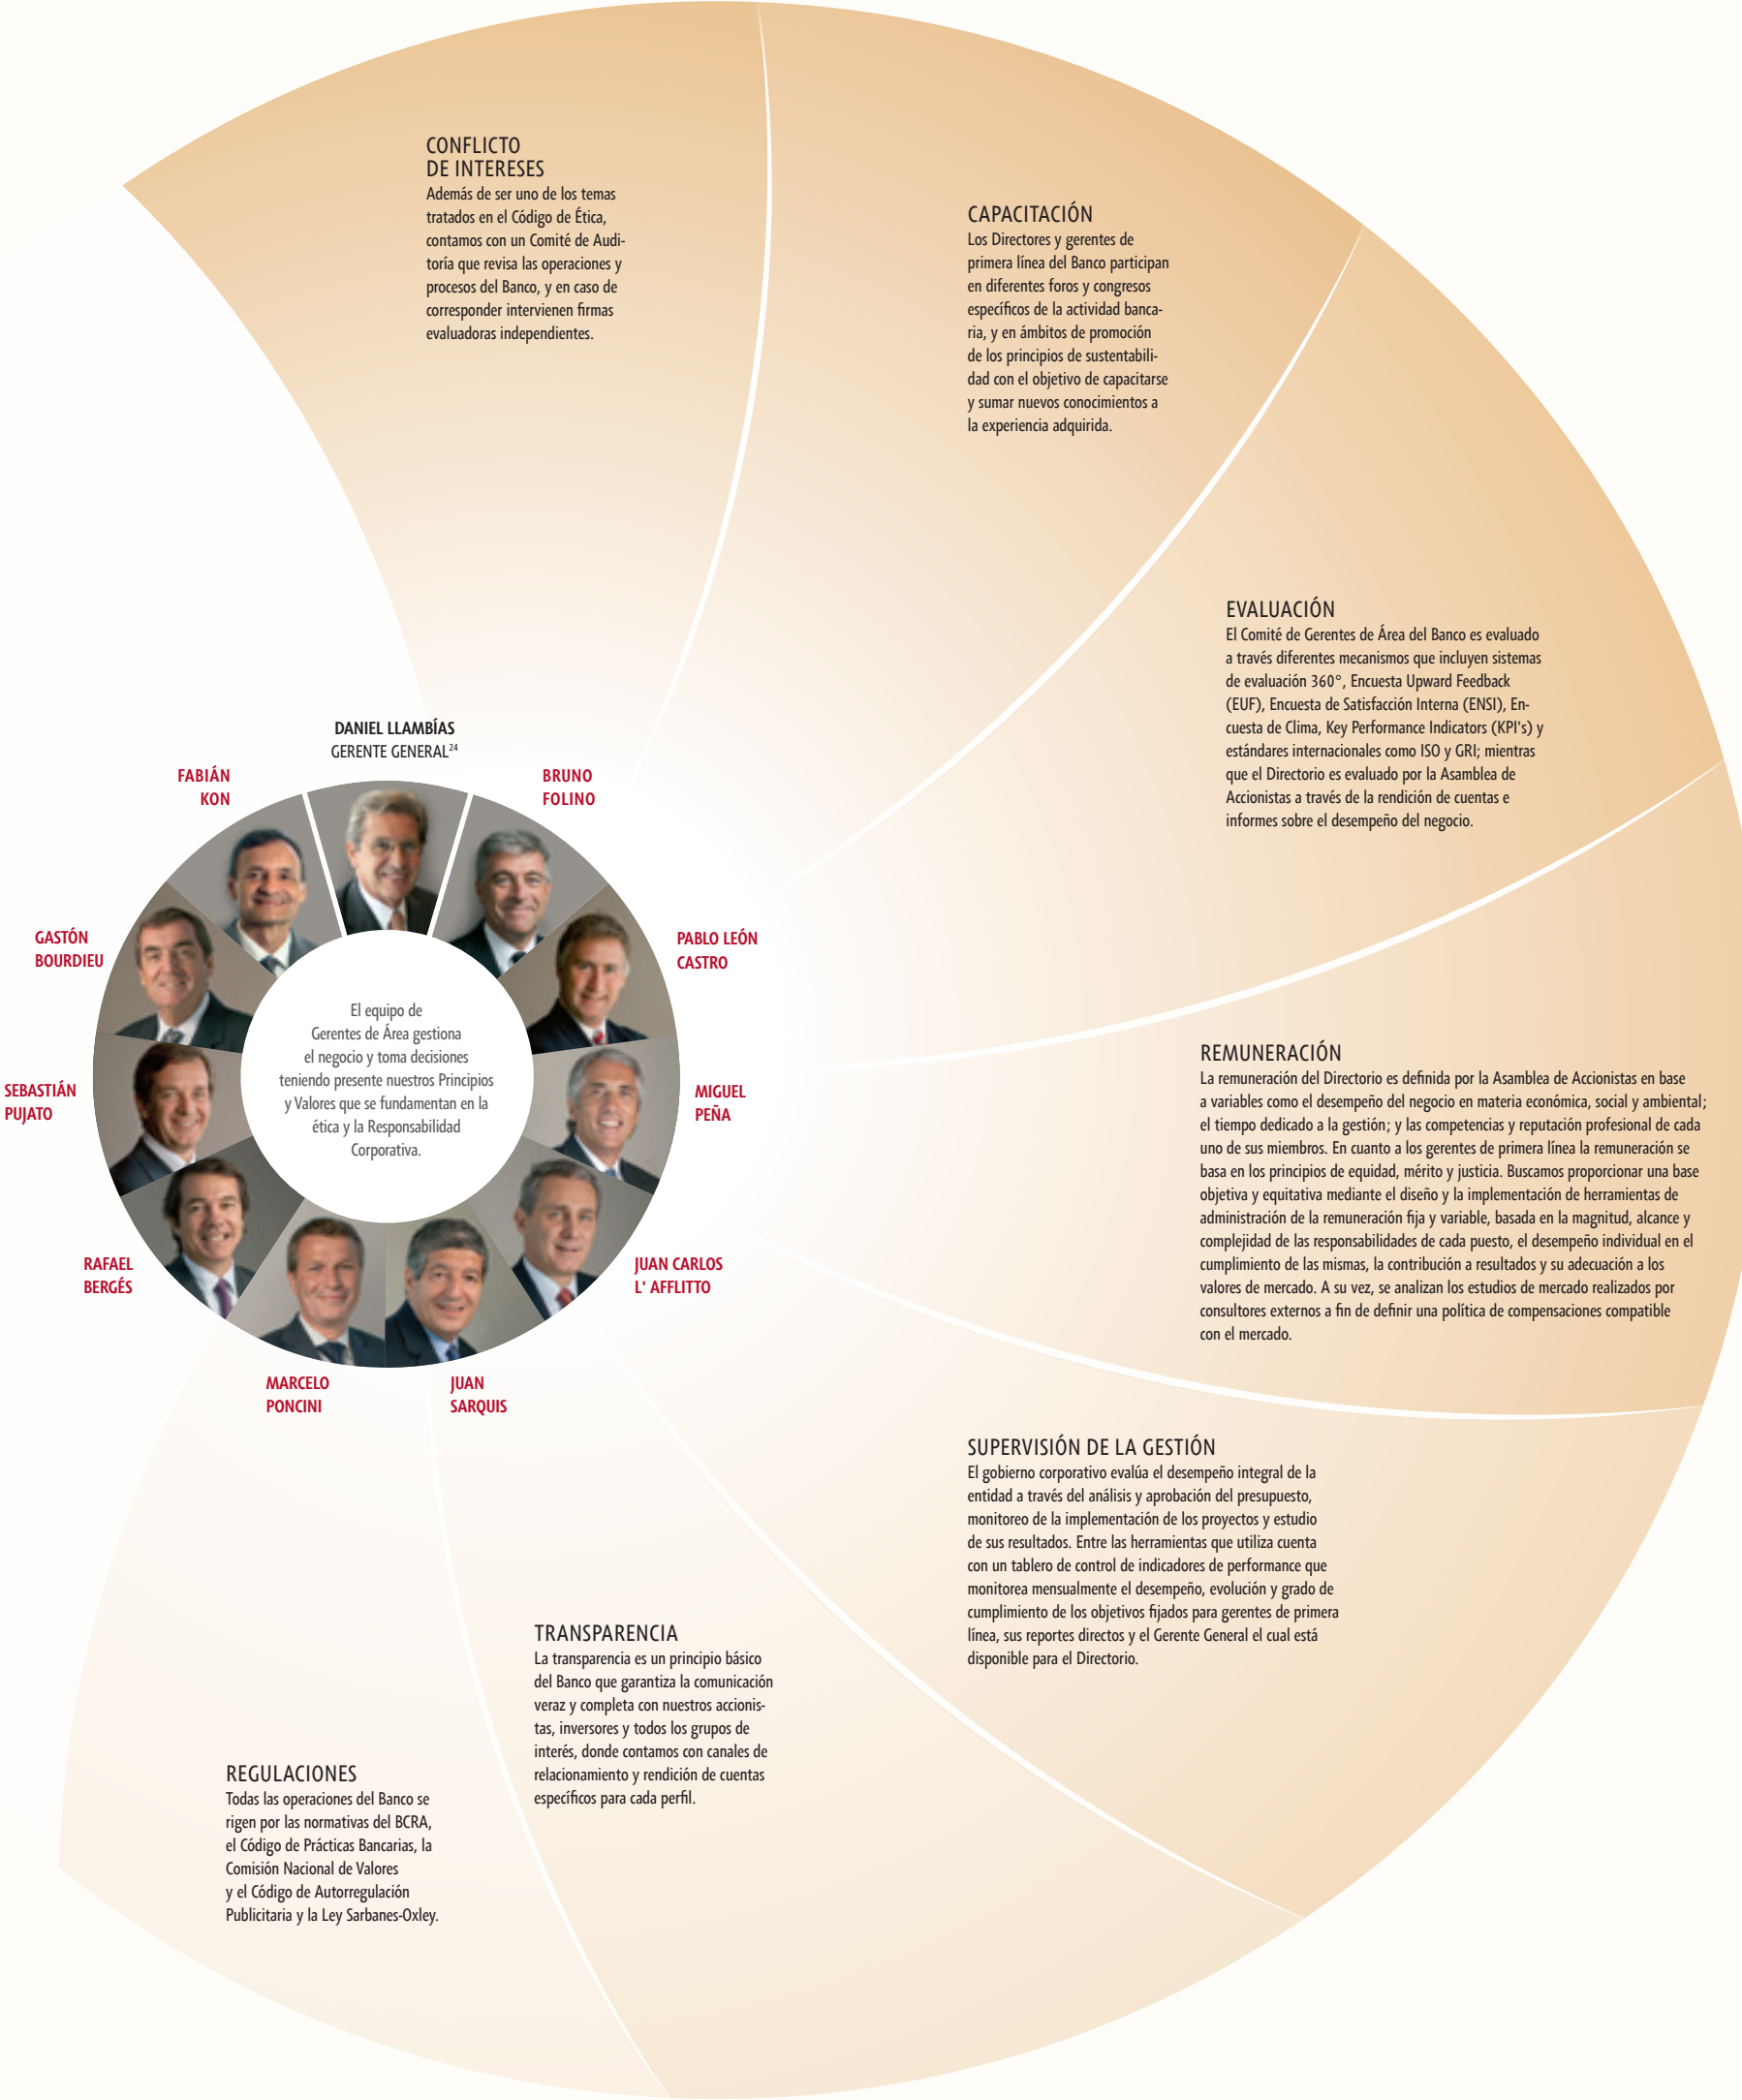 CONFLICTO
DE INTERESES
Además de ser uno de los temas
tratados en el Código de Ética,
contamos con un Comité de Audi-
toría que revisa las operaciones y
procesos del Banco, y en caso de
corresponder intervienen firmas
evaluadoras independientes.
CAPACITACIÓN
Los Directores y gerentes de
primera línea del Banco participan
en diferentes foros y congresos
específicos de la actividad banca-
ria, y en ámbitos de promoción
de los principios de sustentabili-
dad con el objetivo de capacitarse
y sumar nuevos conocimientos a
la experiencia adquirida.
EVALUACIÓN
El Comité de Gerentes de Área del Banco es evaluado
a través diferentes mecanismos que incluyen sistemas
de evaluación 360°, Encuesta Upward Feedback
(EUF), Encuesta de Satisfacción Interna (ENSI), En-
cuesta de Clima, Key Performance Indicators (KPI's) y
estándares internacionales como ISO y GRI; mientras
que el Directorio es evaluado por la Asamblea de
Accionistas a través de la rendición de cuentas e
informes sobre el desempeño del negocio.
DANIEL LLAMBÍAS
GERENTE GENERAL24
FABIÁN
KON
BRUNO
FOLINO
GASTÓN
BOURDIEU
PABLO LEÓN
CASTRO
El equipo de
Gerentes de Área gestiona
el negocio y toma decisiones
teniendo presente nuestros Principios
y Valores que se fundamentan en la
ética y la Responsabilidad
Corporativa.
SEBASTIÁN
PUJATO
MIGUEL
PEÑA
RAFAEL
BERGÉS
JUAN CARLOS
L' AFFLITTO
MARCELO
PONCINI
JUAN
SARQUIS
REMUNERACIÓN
La remuneración del Directorio es definida por la Asamblea de Accionistas en base
a variables como el desempeño del negocio en materia económica, social y ambiental;
el tiempo dedicado a la gestión; y las competencias y reputación profesional de cada
uno de sus miembros. En cuanto a los gerentes de primera línea la remuneración se
basa en los principios de equidad, mérito y justicia. Buscamos proporcionar una base
objetiva y equitativa mediante el diseño y la implementación de herramientas de
administración de la remuneración fija y variable, basada en la magnitud, alcance y
complejidad de las responsabilidades de cada puesto, el desempeño individual en el
cumplimiento de las mismas, la contribución a resultados y su adecuación a los
valores de mercado. A su vez, se analizan los estudios de mercado realizados por
consultores externos a fin de definir una política de compensaciones compatible
con el mercado.
SUPERVISIÓN DE LA GESTIÓN
El gobierno corporativo evalúa el desempeño integral de la
entidad a través del análisis y aprobación del presupuesto,
monitoreo de la implementación de los proyectos y estudio
de sus resultados. Entre las herramientas que utiliza cuenta
con un tablero de control de indicadores de performance que
monitorea mensualmente el desempeño, evolución y grado de
cumplimiento de los objetivos fijados para gerentes de primera
línea, sus reportes directos y el Gerente General el cual está
disponible para el Directorio.
TRANSPARENCIA
La transparencia es un principio básico
del Banco que garantiza la comunicación
veraz y completa con nuestros accionis-
tas, inversores y todos los grupos de
interés, donde contamos con canales de
relacionamiento y rendición de cuentas
específicos para cada perfil.
REGULACIONES
Todas las operaciones del Banco se
rigen por las normativas del BCRA,
el Código de Prácticas Bancarias, la
Comisión Nacional de Valores
y el Código de Autorregulación
Publicitaria y la Ley Sarbanes-Oxley.